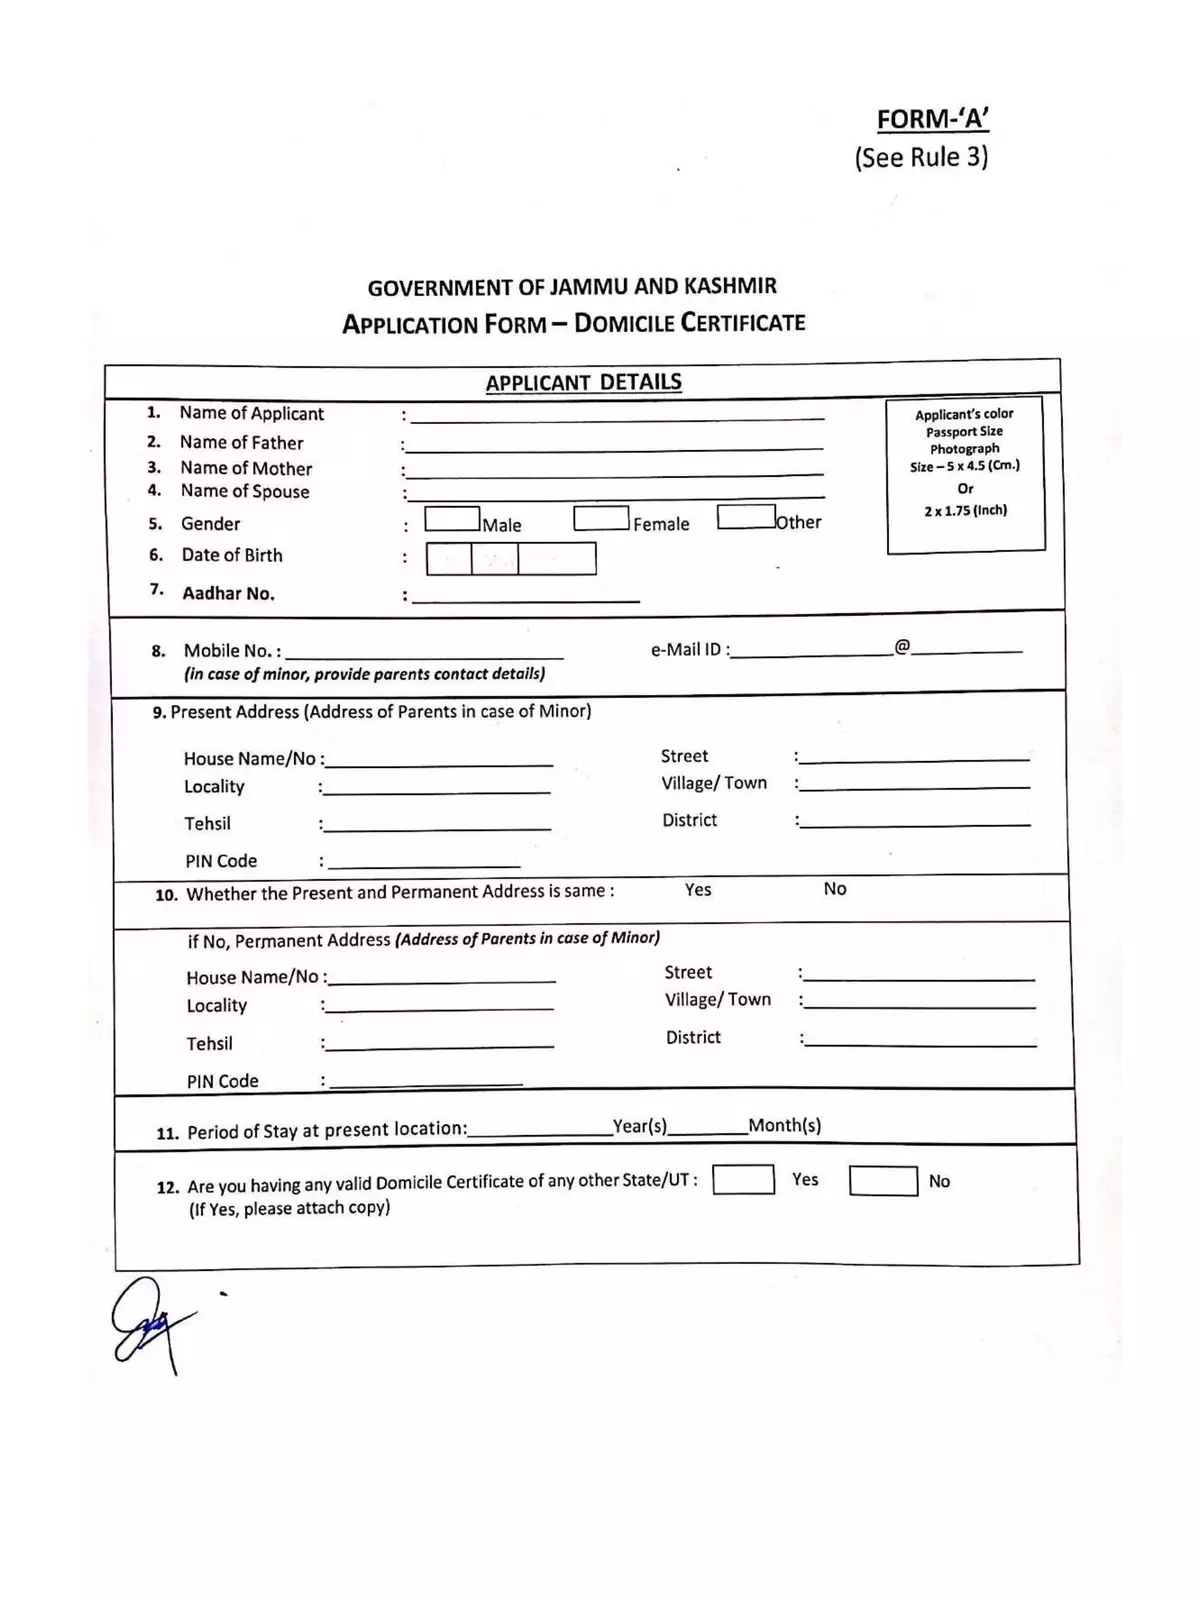 FORM-‘A’
(See Rule 3)
GOVERNMENT OF JAMMU AND KASHMIR
APPLICATION FORM – DOMICILE CERTIFICATE
APPLICANT DETAILS
1. Name of Applicant :
2. Name of Father :
3. Name of Mother :
4. Name of Spouse :
5. Gender : Male Female Other
6. Date of Birth :
7. Aadhar No. :
Applicant's color
Passport Size
Photograph
Size – 5 x 4.5 (Cm.)
Or
2 x 1.75 (Inch)
8. Mobile No. : e-Mail ID : @
(in case of minor, provide parents contact details)
9. Present Address (Address of Parents in case of Minor)
House Name/No : Street :
Locality : Village/ Town :
Tehsil : District :
PIN Code :
10. Whether the Present and Permanent Address is same : Yes No
if No, Permanent Address (Address of Parents in case of Minor)
House Name/No : Street :
Locality : Village/ Town :
Tehsil : District :
PIN Code :
11. Period of Stay at present location: Year(s) Month(s)
12. Are you having any valid Domicile Certificate of any other State/UT : Yes No
(If Yes, please attach copy)